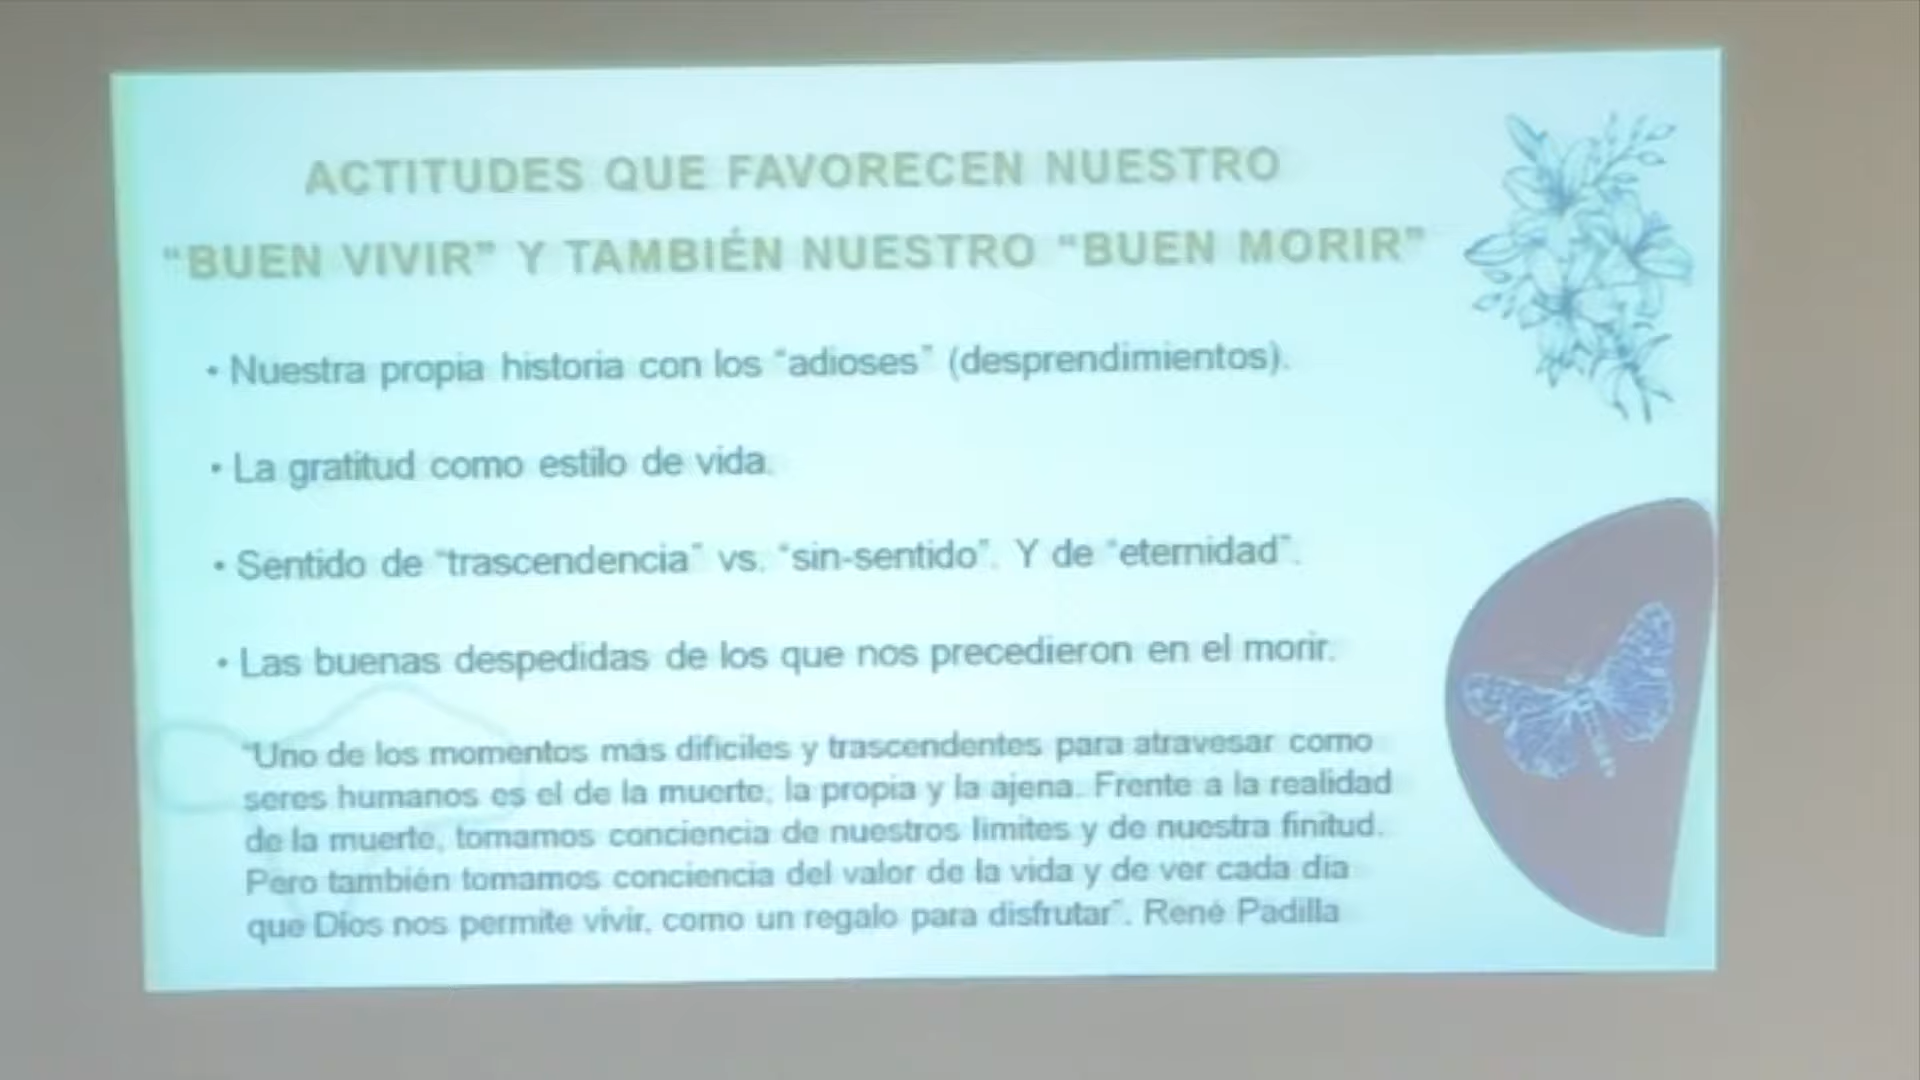 ACTITUDES QUE FAVORECEN NUESTRO
“BUEN VIVIR” Y TAMBIÉN NUESTRO “BUEN MORIR”
• Nuestra propia historia con los “adioses” (desprendimientos).
• La gratitud como estilo de vida.
• Sentido de “trascendencia” vs. “sin-sentido”. Y de “eternidad”.
• Las buenas despedidas de los que nos precedieron en el morir.
“Uno de los momentos más difíciles y trascendentes para atravesar como
seres humanos es el de la muerte, la propia y la ajena. Frente a la realidad
de la muerte, tomamos conciencia de nuestros límites y de nuestra finitud.
Pero también tomamos conciencia del valor de la vida y de ver cada día
que Dios nos permite vivir, como un regalo para disfrutar”. René Padilla